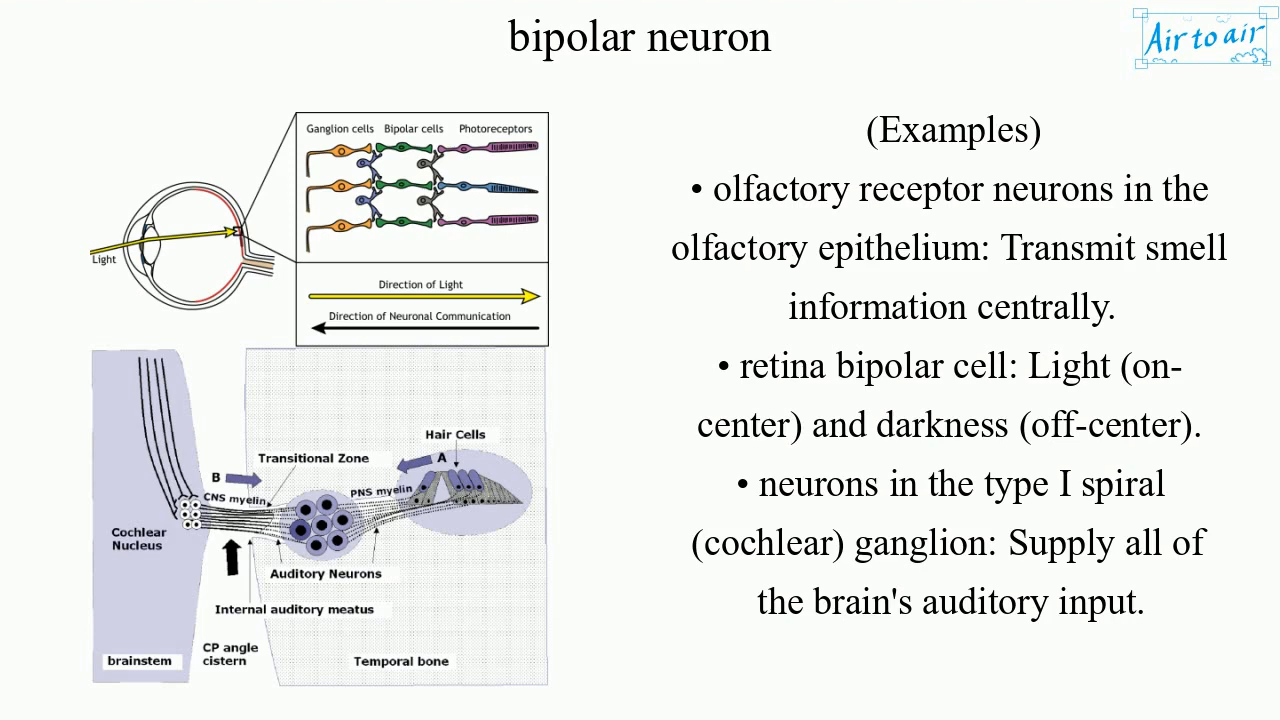 bipolar neuron
Air to air
Ganglion cells Bipolar cells Photoreceptors
Light
Direction of Light
Direction of Neuronal Communication
Hair Cells
A
Transitional Zone
B
CNS myelin
PNS myelin
Cochlear
Nucleus
Auditory Neurons
Internal auditory meatus
CP angle
cistern
brainstem
Temporal bone
(Examples)
• olfactory receptor neurons in the
olfactory epithelium: Transmit smell
information centrally.
• retina bipolar cell: Light (on-
center) and darkness (off-center).
• neurons in the type I spiral
(cochlear) ganglion: Supply all of
the brain's auditory input.